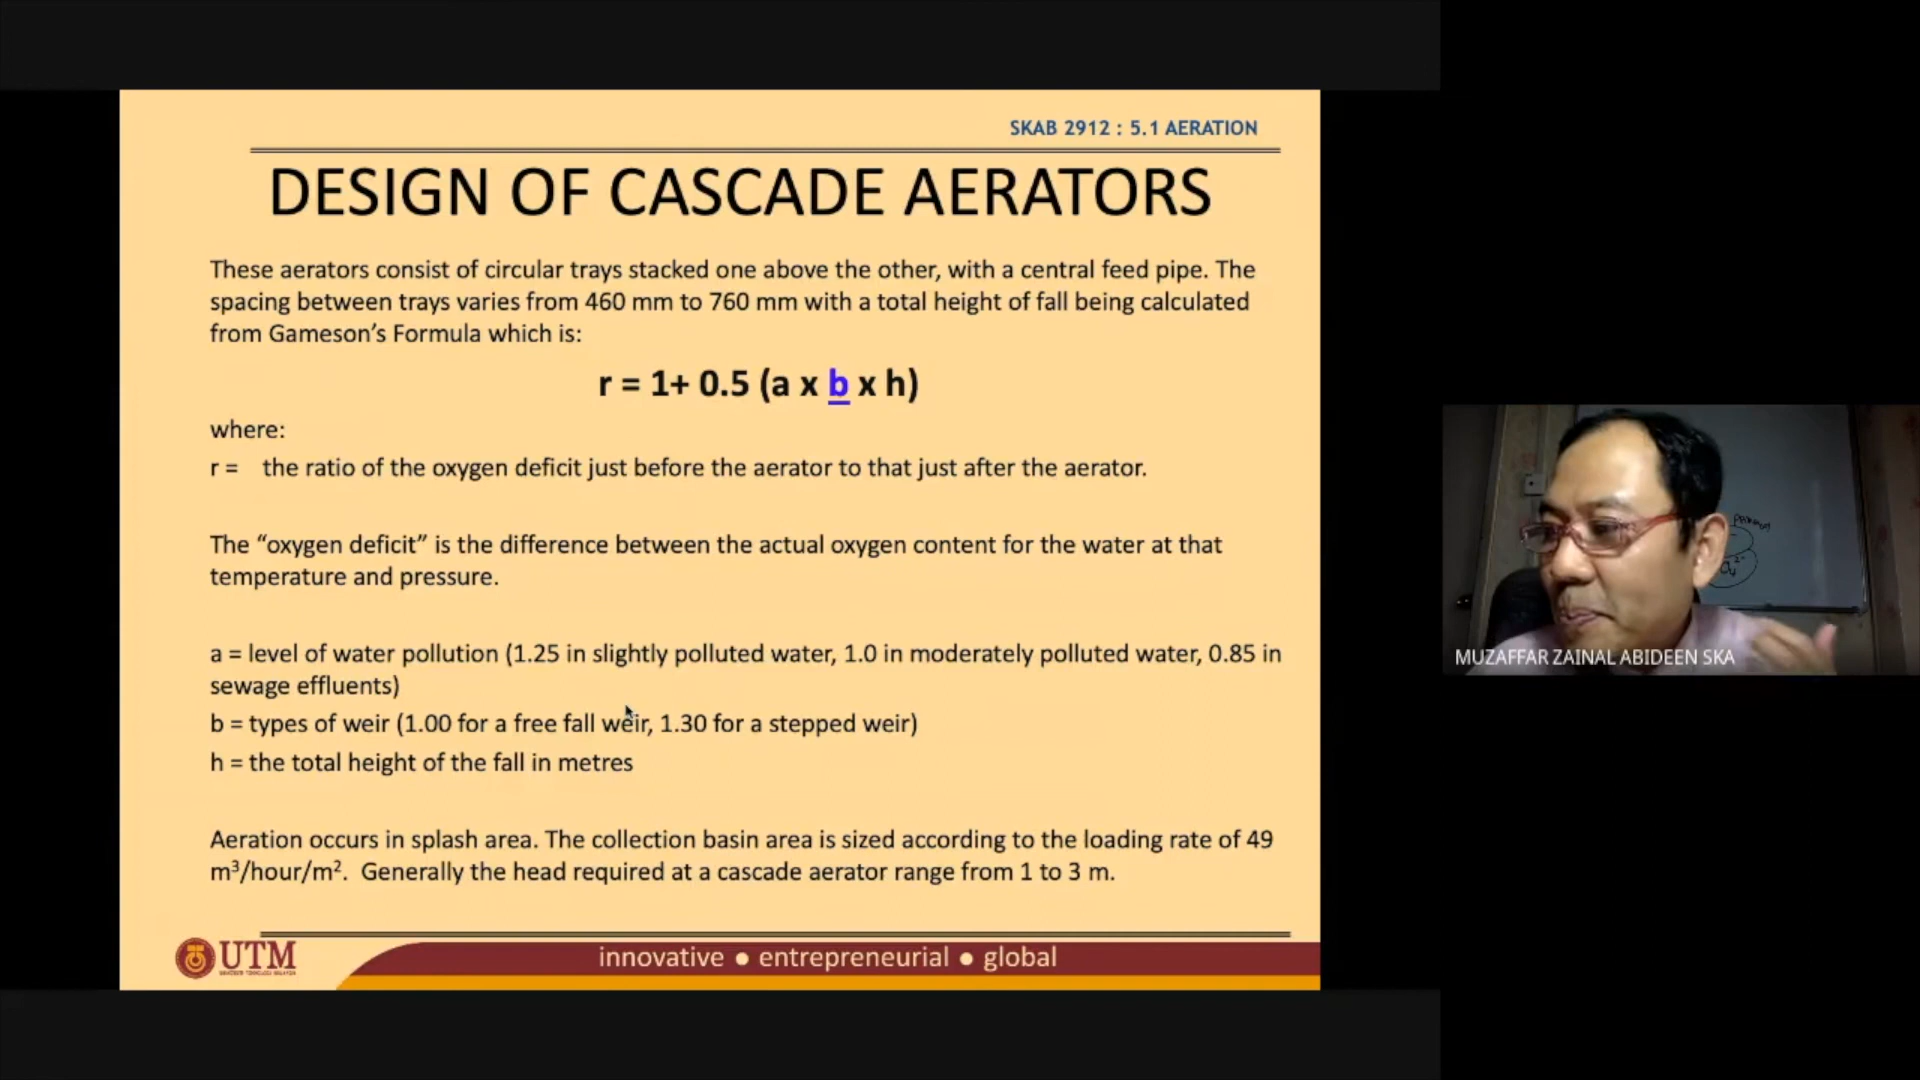 SKAB 2912 : 5.1 AERATION
DESIGN OF CASCADE AERATORS
These aerators consist of circular trays stacked one above the other, with a central feed pipe. The
spacing between trays varies from 460 mm to 760 mm with a total height of fall being calculated
from Gameson’s Formula which is:
r = 1+ 0.5 (a x b x h)
where:
r = the ratio of the oxygen deficit just before the aerator to that just after the aerator.
The “oxygen deficit” is the difference between the actual oxygen content for the water at that
temperature and pressure.
a = level of water pollution (1.25 in slightly polluted water, 1.0 in moderately polluted water, 0.85 in
sewage effluents)
b = types of weir (1.00 for a free fall weir, 1.30 for a stepped weir)
h = the total height of the fall in metres
Aeration occurs in splash area. The collection basin area is sized according to the loading rate of 49
m³/hour/m². Generally the head required at a cascade aerator range from 1 to 3 m.
UTM
innovative ● entrepreneurial ● global
MUZAFFAR ZAINAL ABIDEEN SKA